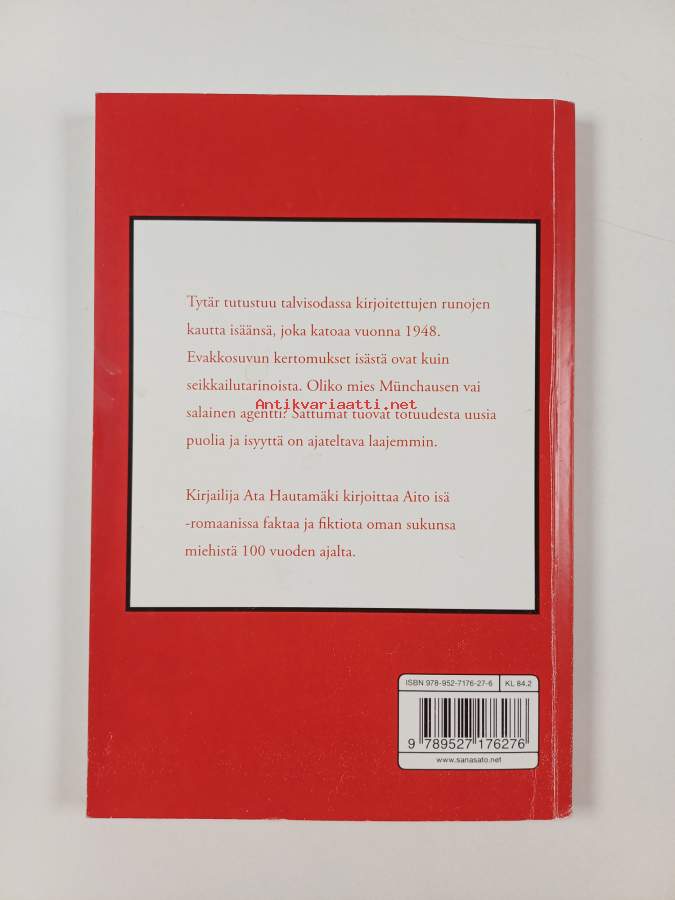 Tytär tutustuu talvisodassa kirjoitettujen runojen
kautta isäänsä, joka katoaa vuonna 1948.
Evakkosuvun kertomukset isästä ovat kuin
seikkailutarinoista. Oliko mies Münchausen vai
Antikvariaatti.net
salainen agentti? Sattumat tuovat totuudesta uusia
puolia ja isyyttä on ajateltava laajemmin.
Kirjailija Ata Hautamäki kirjoittaa Aito isä
-romaanissa faktaa ja fiktiota oman sukunsa
miehistä 100 vuoden ajalta.
ISBN 978-952-7176-27-6 KL 84.2
9 789527 176276
www.sanasato.net